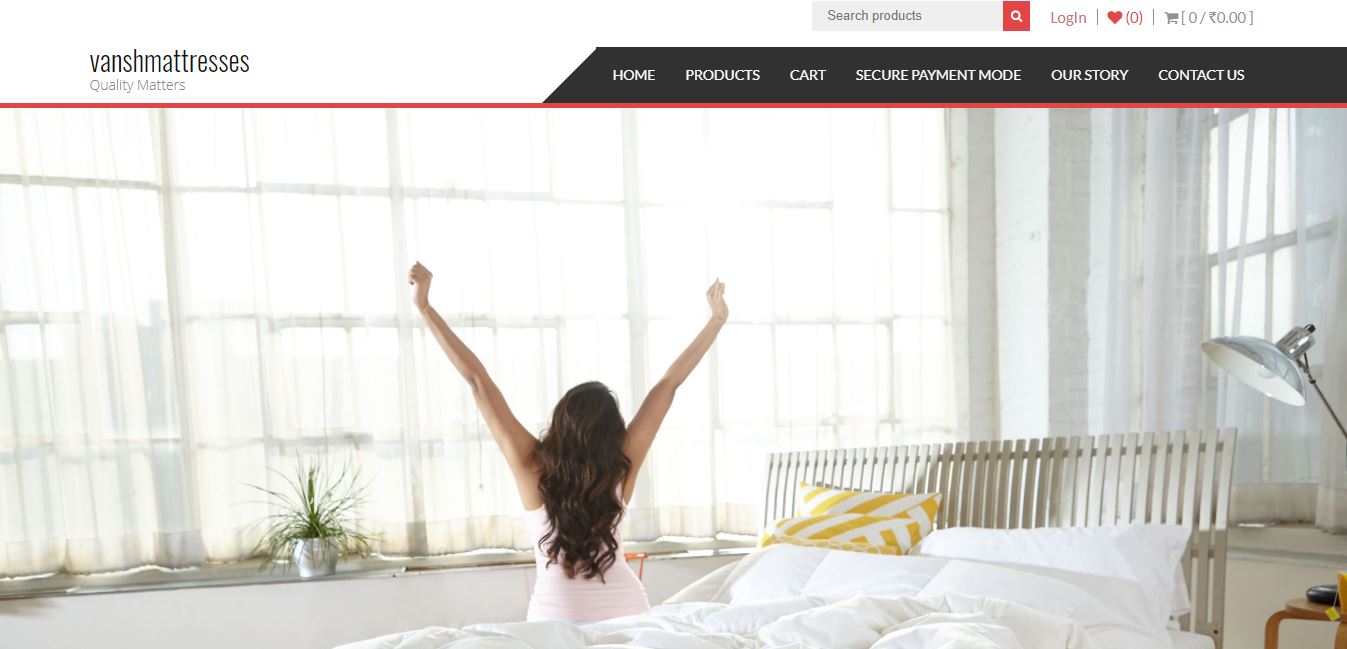 Search products
LogIn
(0)
[ 0 / ₹0.00 ]
vanshmattresses
Quality Matters
HOME PRODUCTS CART SECURE PAYMENT MODE OUR STORY CONTACT US